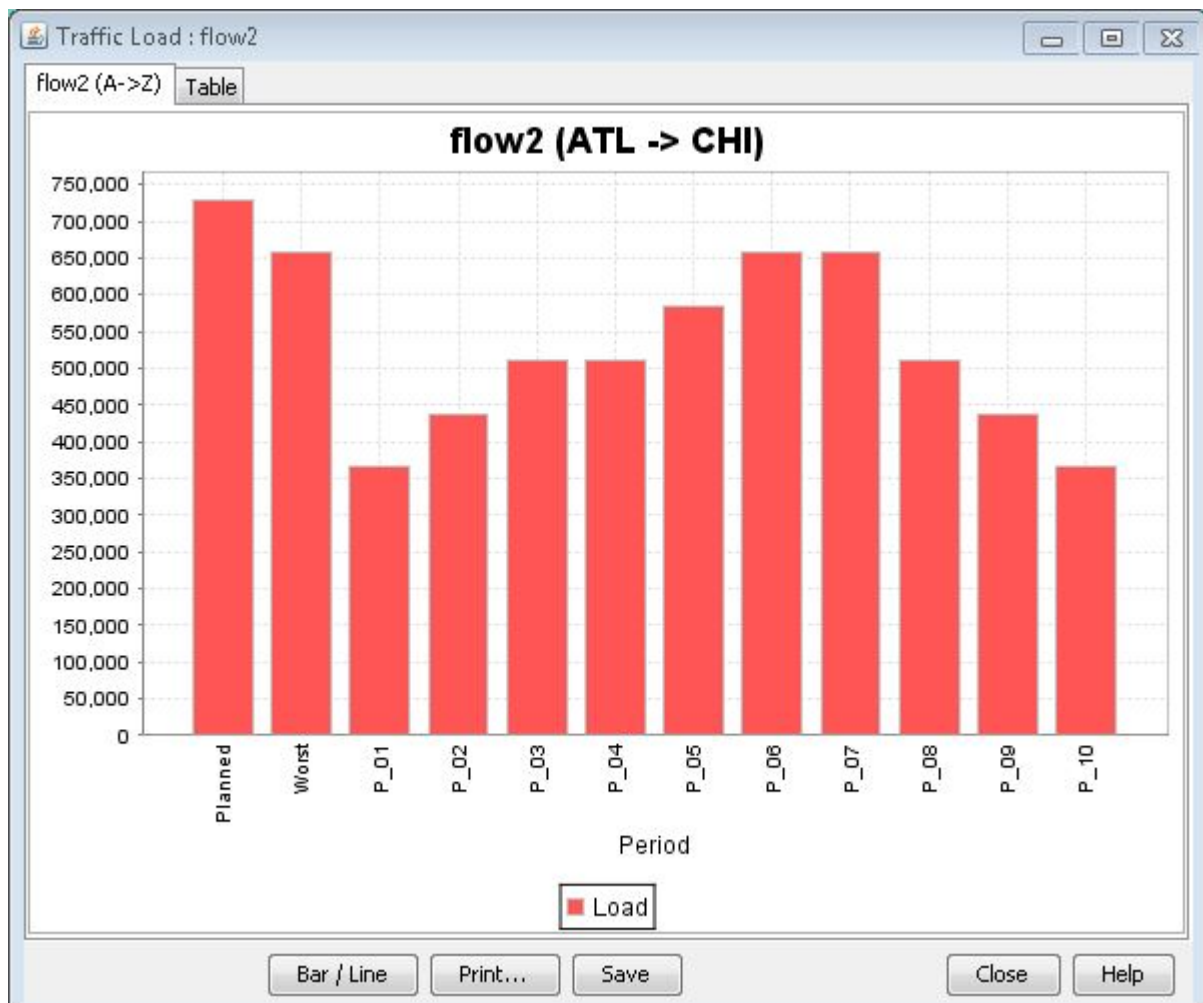 Traffic Load : flow2
flow2 (A->Z) Table
flow2 (ATL -> CHI)
750,000
700,000
650,000
600,000
550,000
500,000
450,000
400,000
350,000
300,000
250,000
200,000
150,000
100,000
50,000
0
Planned Worst P_01 P_02 P_03 P_04 P_05 P_06 P_07 P_08 P_09 P_10
Period
Load
Bar / Line Print... Save Close Help